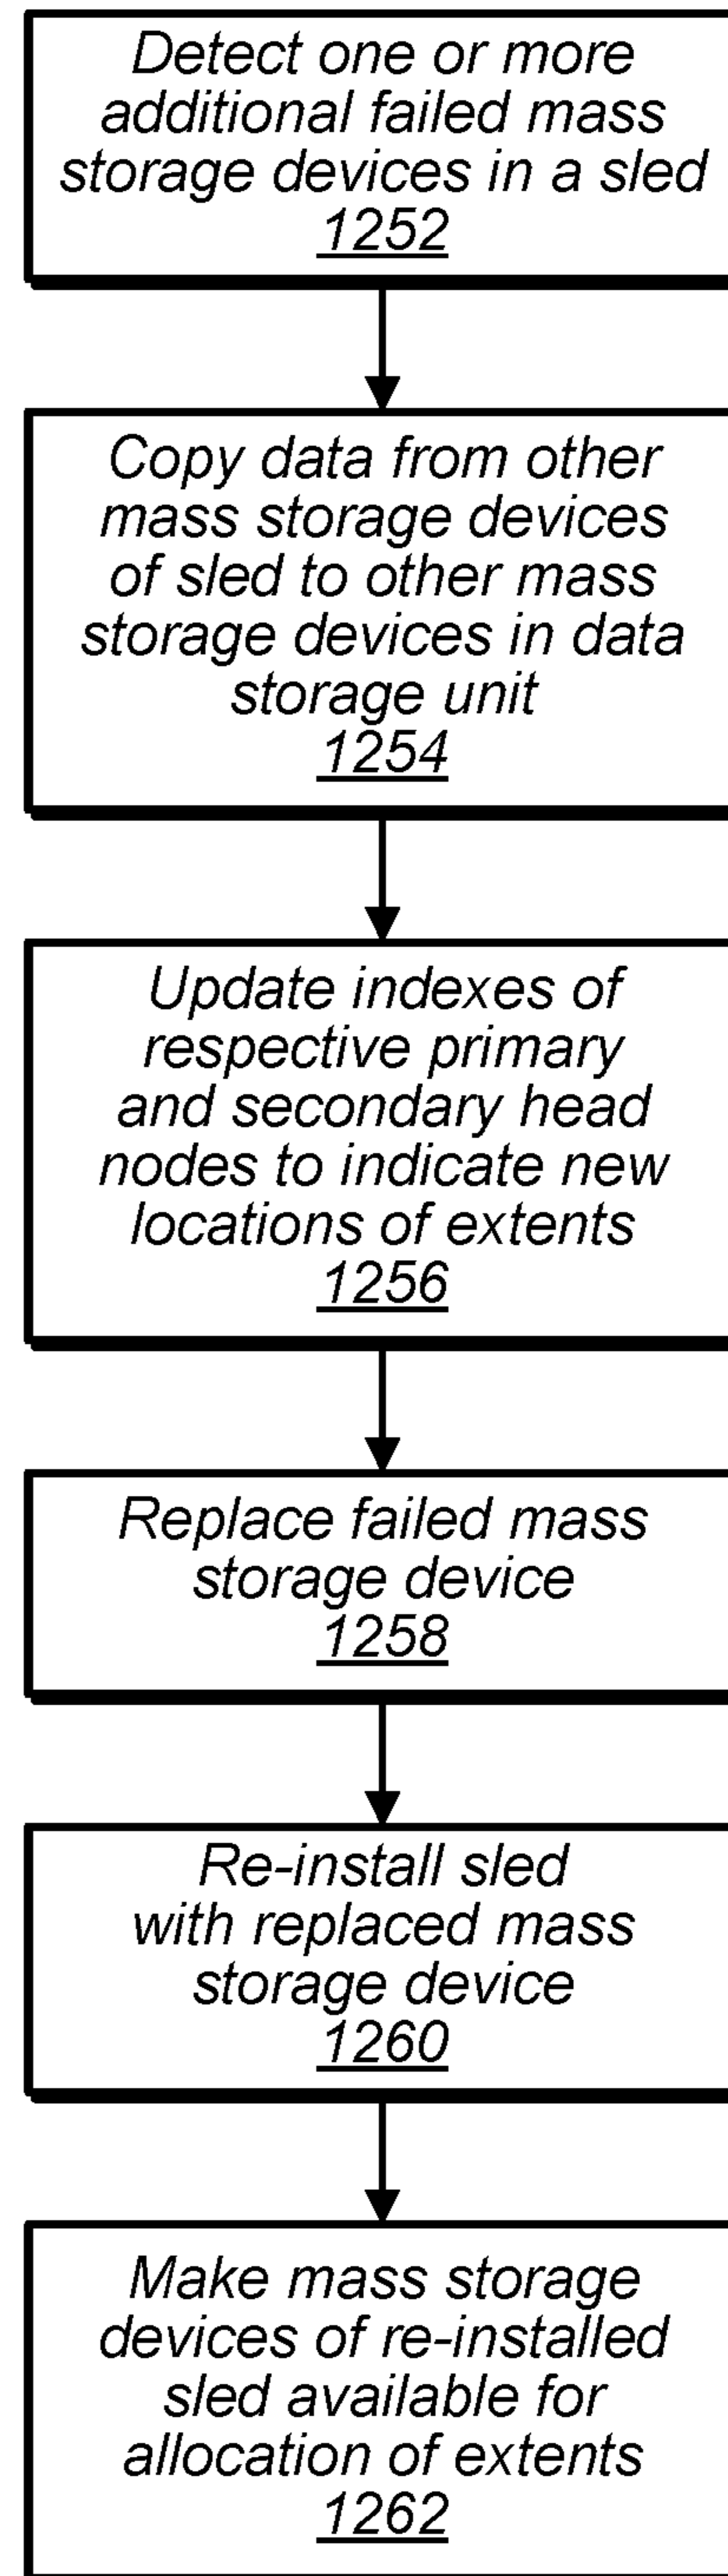 Detect one or more
additional failed mass
storage devices in a sled
1252
Copy data from other
mass storage devices
of sled to other mass
storage devices in data
storage unit
1254
Update indexes of
respective primary
and secondary head
nodes to indicate new
locations of extents
1256
Replace failed mass
storage device
1258
Re-install sled
with replaced mass
storage device
1260
Make mass storage
devices of re-installed
sled available for
allocation of extents
1262